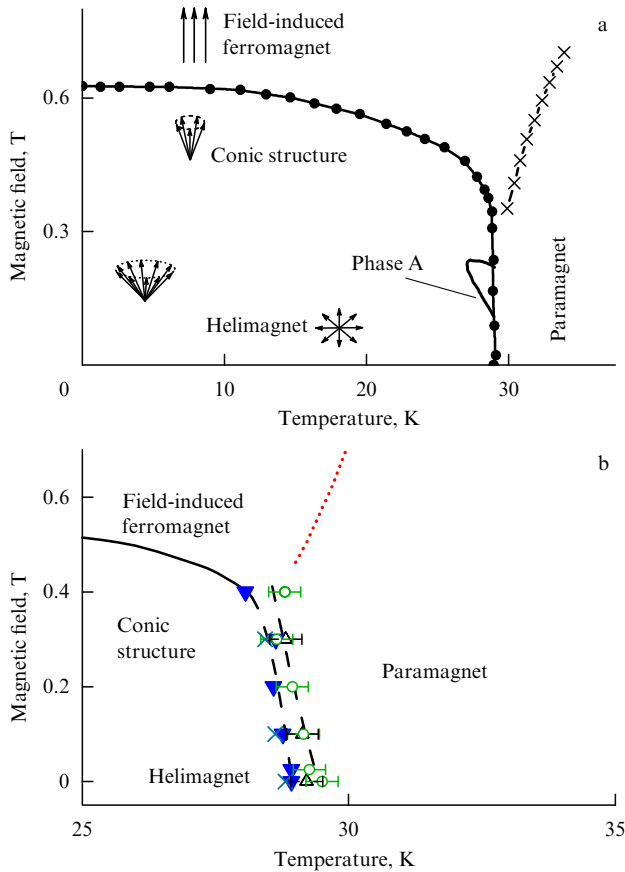 a
Field-induced
ferromagnet
0.6
Conic structure
Magnetic field, T
0.3
Phase A
Helimagnet
Paramagnet
0
10
20
30
Temperature, K
b
0.6
Field-induced
ferromagnet
0.4
Conic
structure
Magnetic field, T
Paramagnet
0.2
Helimagnet
0
25
30
35
Temperature, K